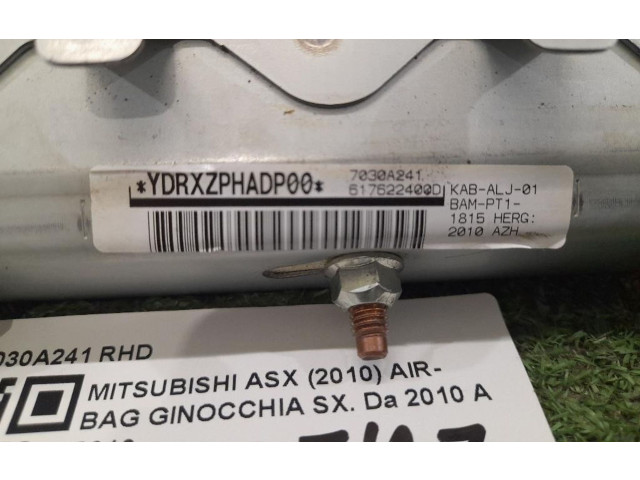 *YDRXZPHADP00*
7030A241
617622400D
KAB-ALJ-01
BAM-PT1-
1815 HERG:
2010 AZH
7030A241 RHD
MITSUBISHI ASX (2010) AIR-
BAG GINOCCHIA SX. Da 2010 A